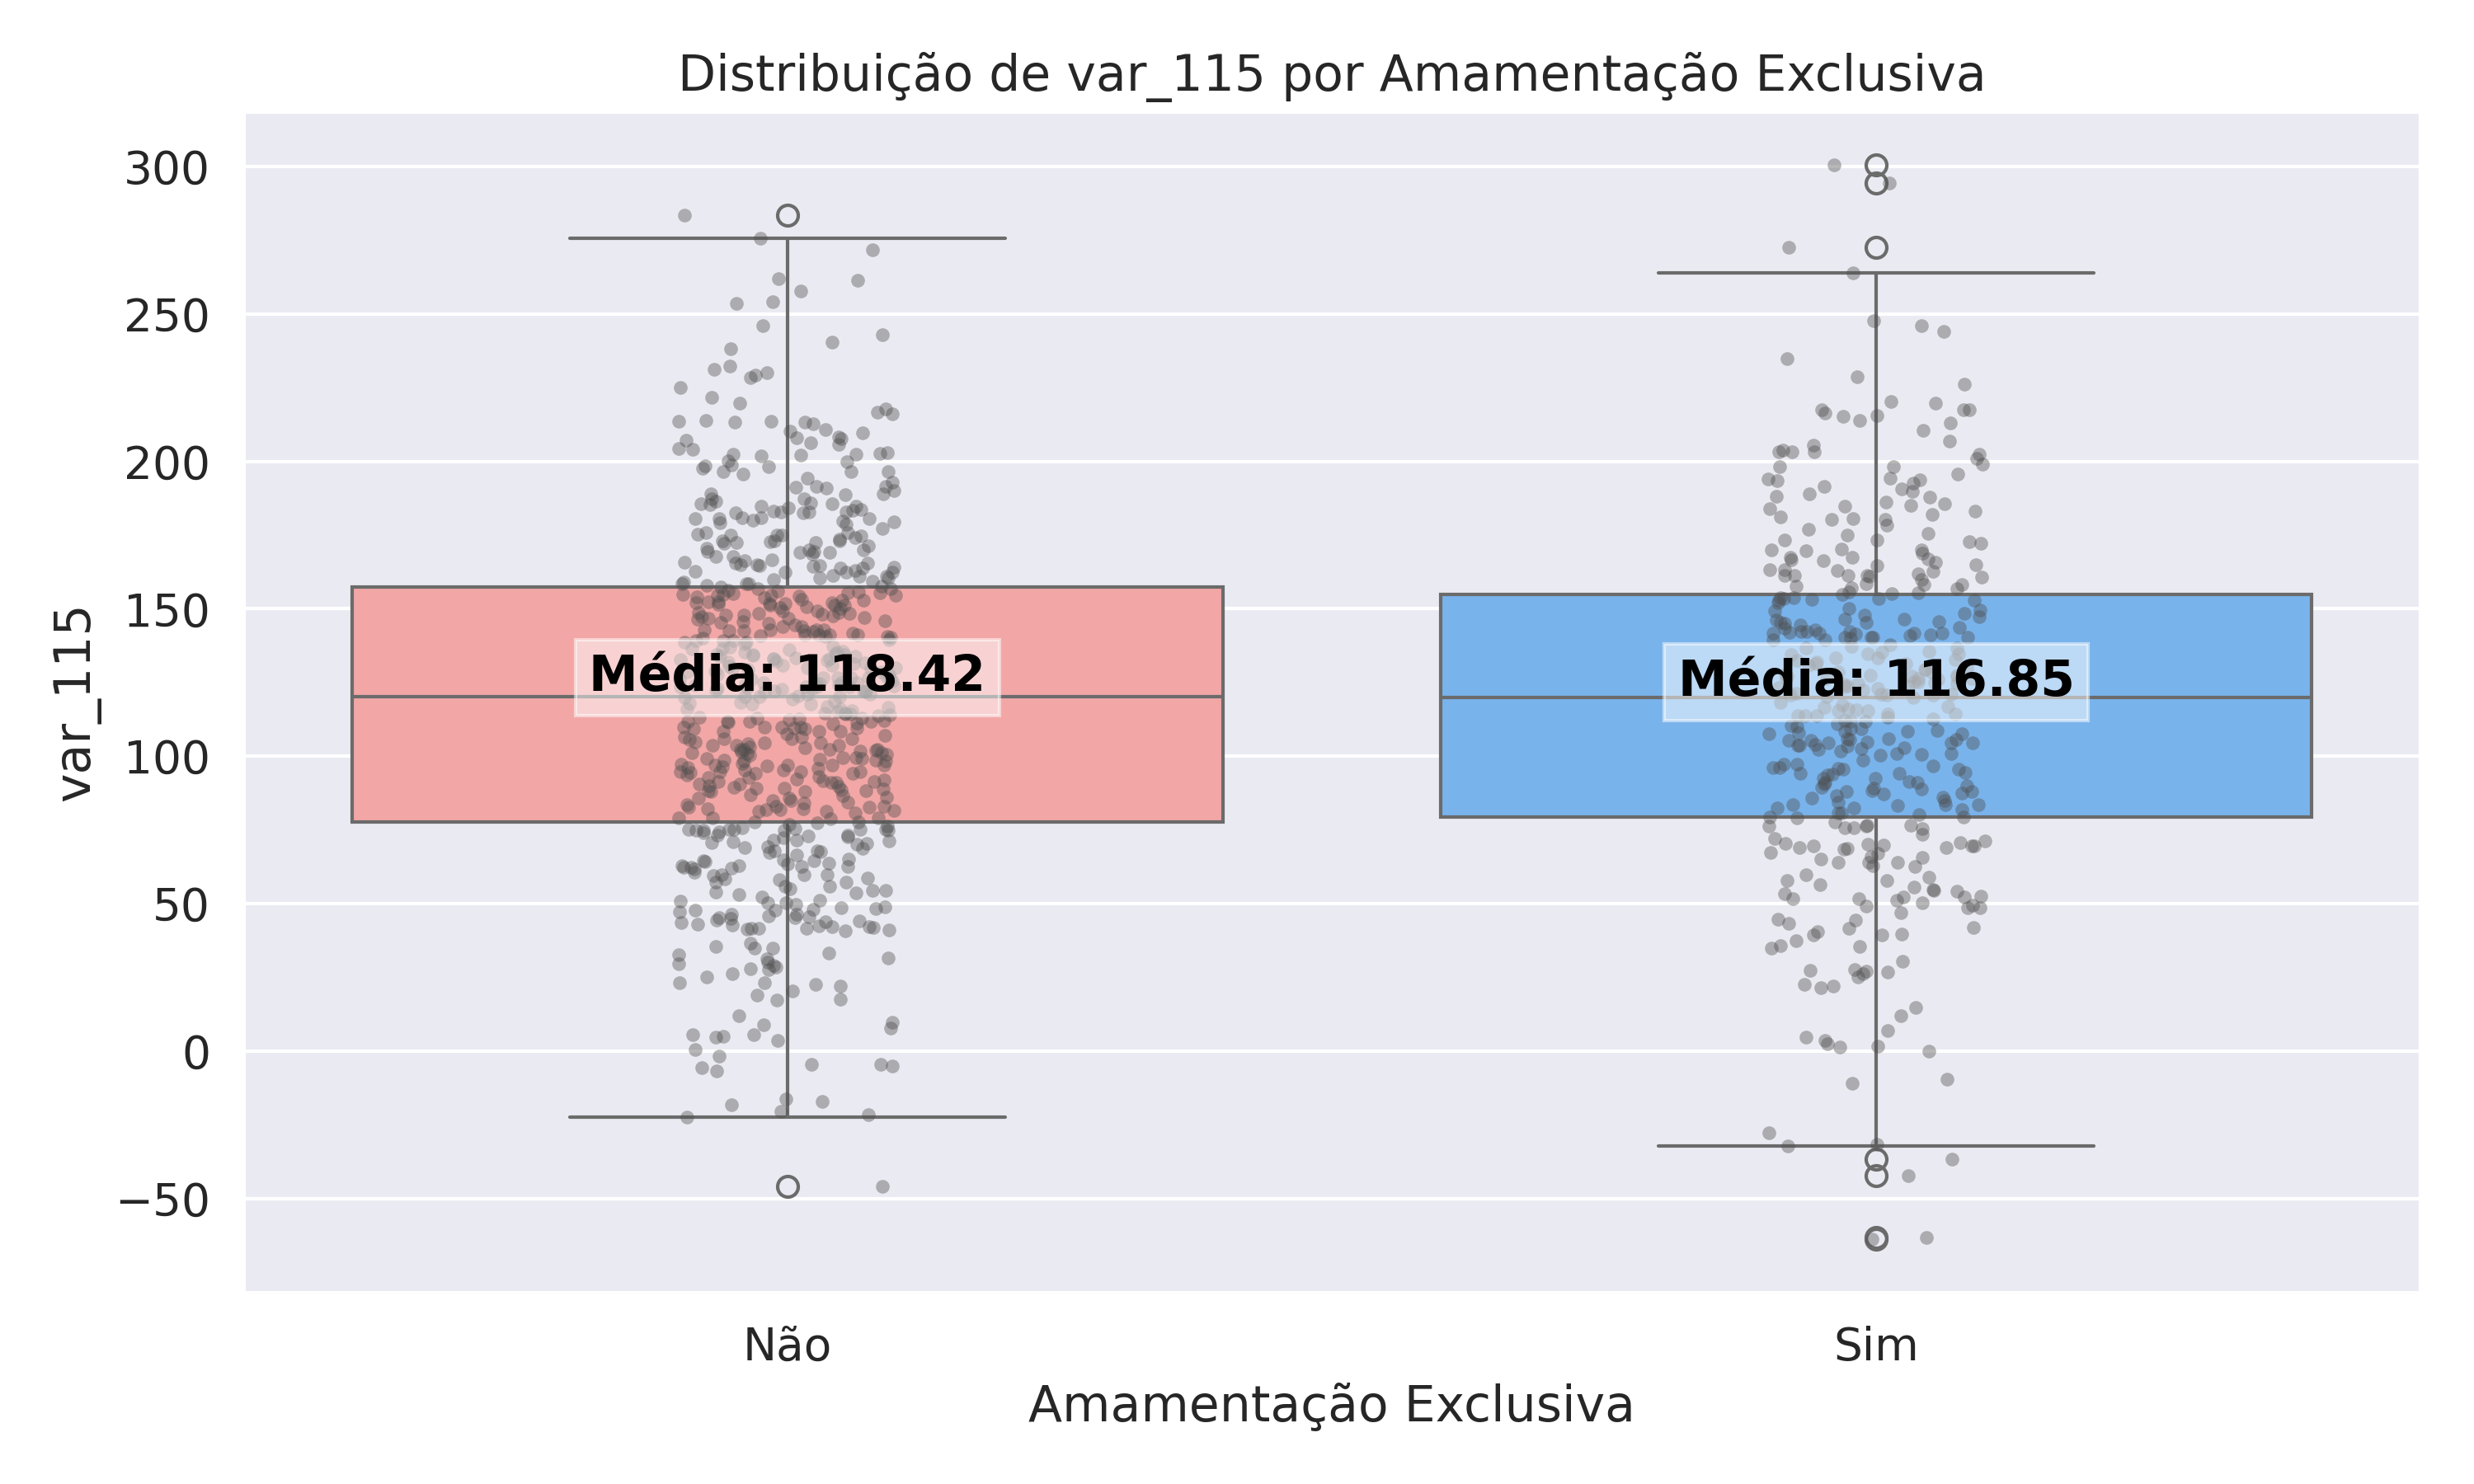 Distribuição de var_115 por Amamentação Exclusiva
300
250
200
150
100
50
0
−50
var_115
Média: 118.42
Média: 116.85
Não
Sim
Amamentação Exclusiva